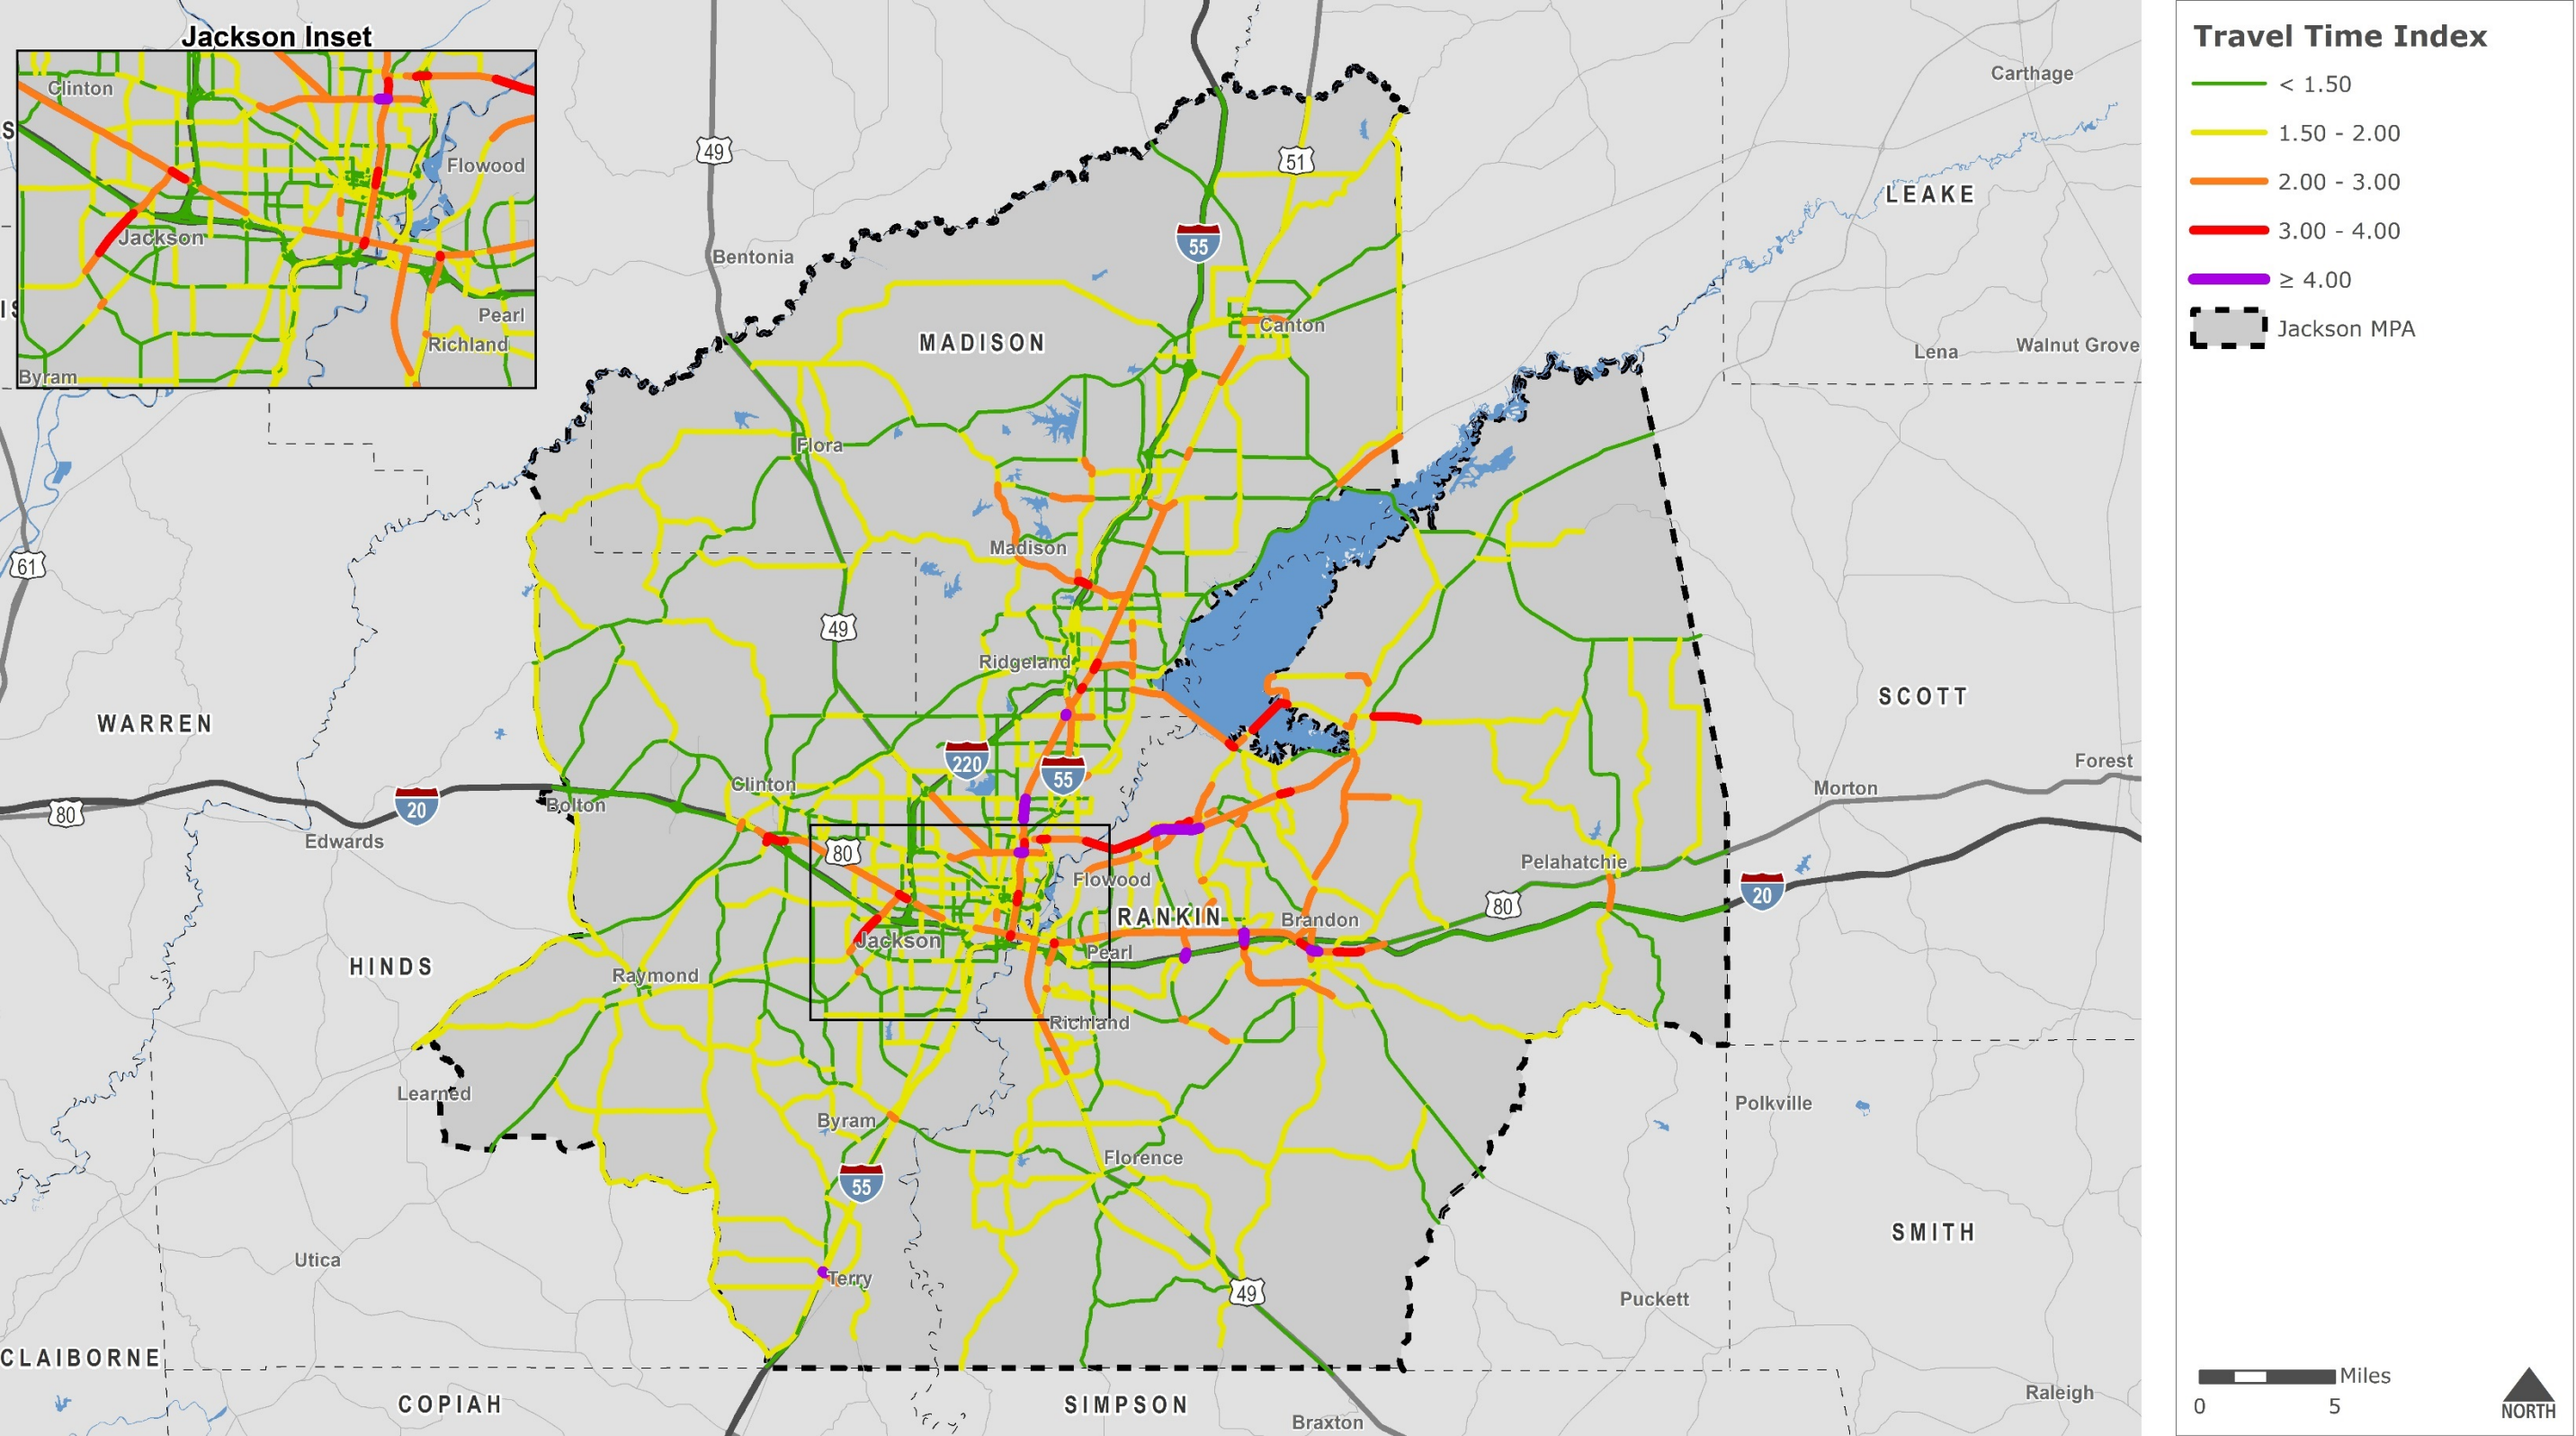 Jackson Inset
Clinton
Flowood
Jackson
Pearl
Richland
Byram
S
IS
Travel Time Index
< 1.50
1.50 - 2.00
2.00 - 3.00
3.00 - 4.00
≥ 4.00
Jackson MPA
Carthage
49
51
LEAKE
55
Bentonia
Canton
MADISON
Lena
Walnut Grove
Flora
Madison
61
49
Ridgeland
SCOTT
WARREN
220
55
Forest
Clinton
Morton
20
80
Bolton
Edwards
80
Pelahatchie
Flowood
20
80
RANKIN
Brandon
Jackson
Pearl
HINDS
Raymond
Richland
Learned
Polkville
Byram
Florence
55
SMITH
Utica
Terry
49
Puckett
CLAIBORNE
COPIAH
SIMPSON
Braxton
Raleigh
Miles
0 5
NORTH